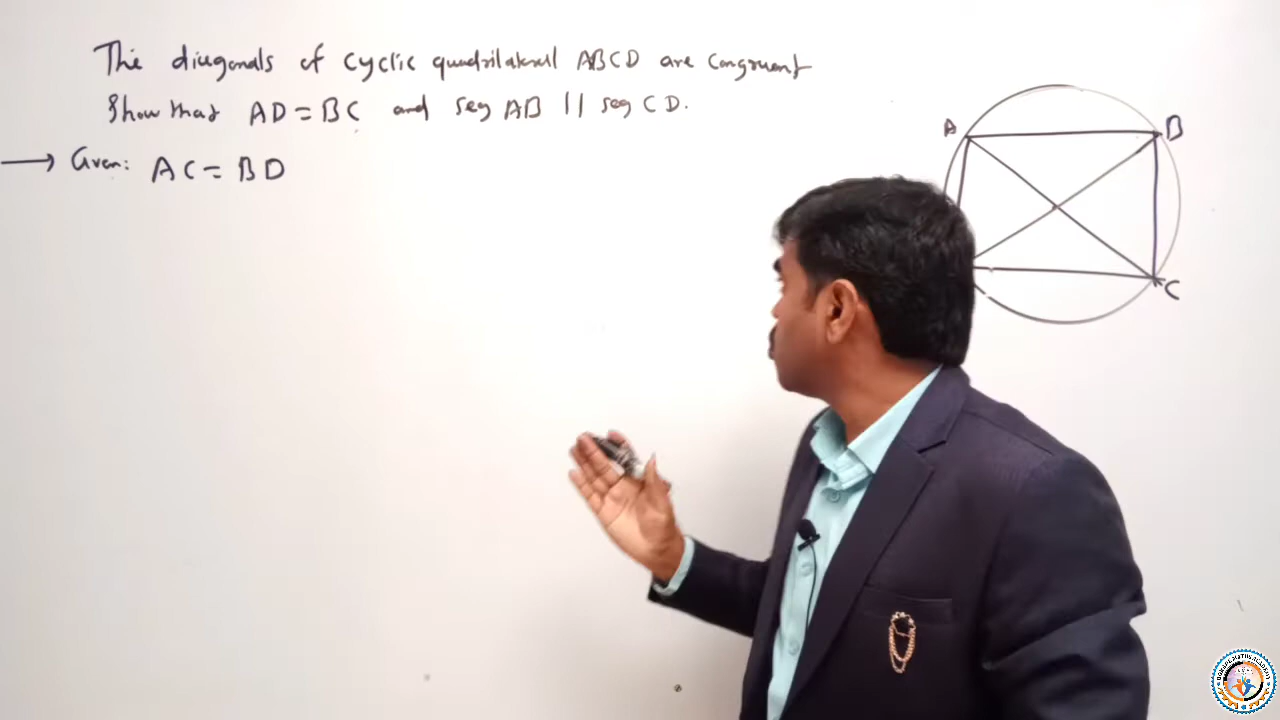 The diagonals of cyclic quadrilateral ABCD are congruent
Show that AD = BC and seg AB || seg CD.
→ Given: AC = BD
A
B
C